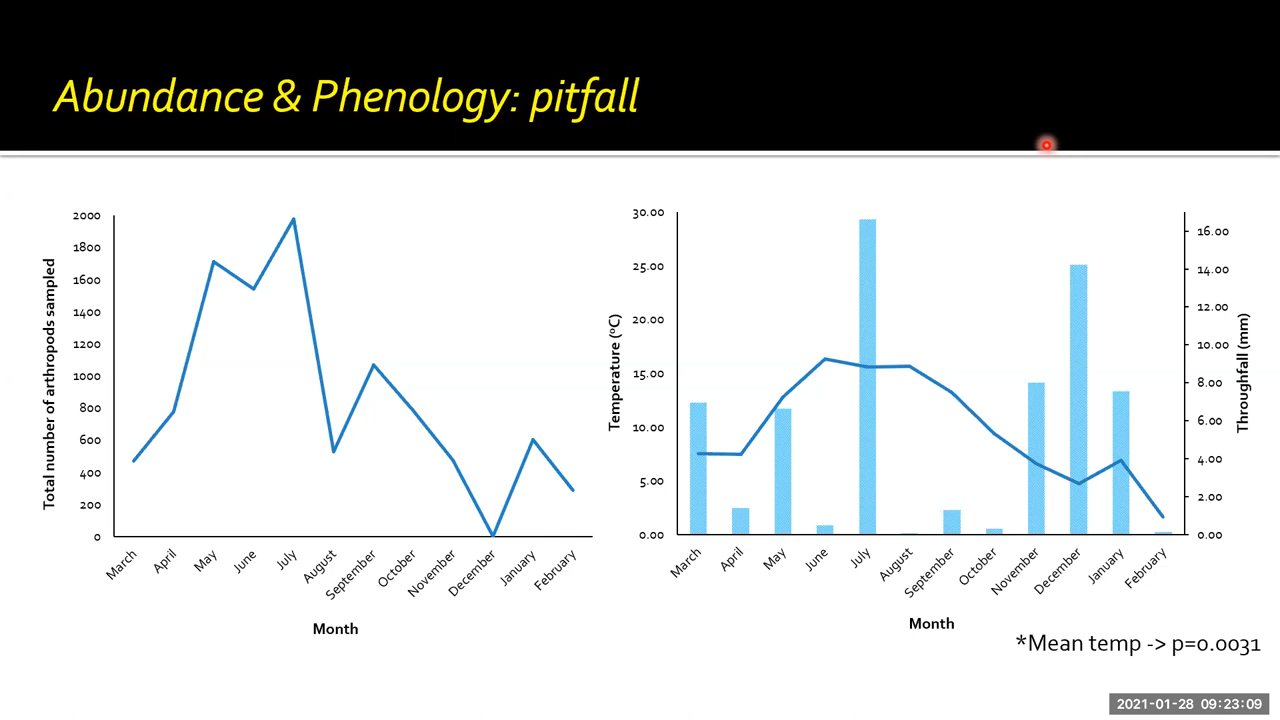 Abundance & Phenology: pitfall
Total number of arthropods sampled
2000
1800
1600
1400
1200
1000
800
600
400
200
0
March
April
May
June
July
August
September
October
November
December
January
February
Month
Temperature (°C)
30.00
25.00
20.00
15.00
10.00
5.00
0.00
16.00
14.00
12.00
10.00
8.00
6.00
4.00
2.00
0.00
Throughfall (mm)
March
April
May
June
July
August
September
October
November
December
January
February
Month
*Mean temp -> p=0.0031
2021-01-28 09:23:09